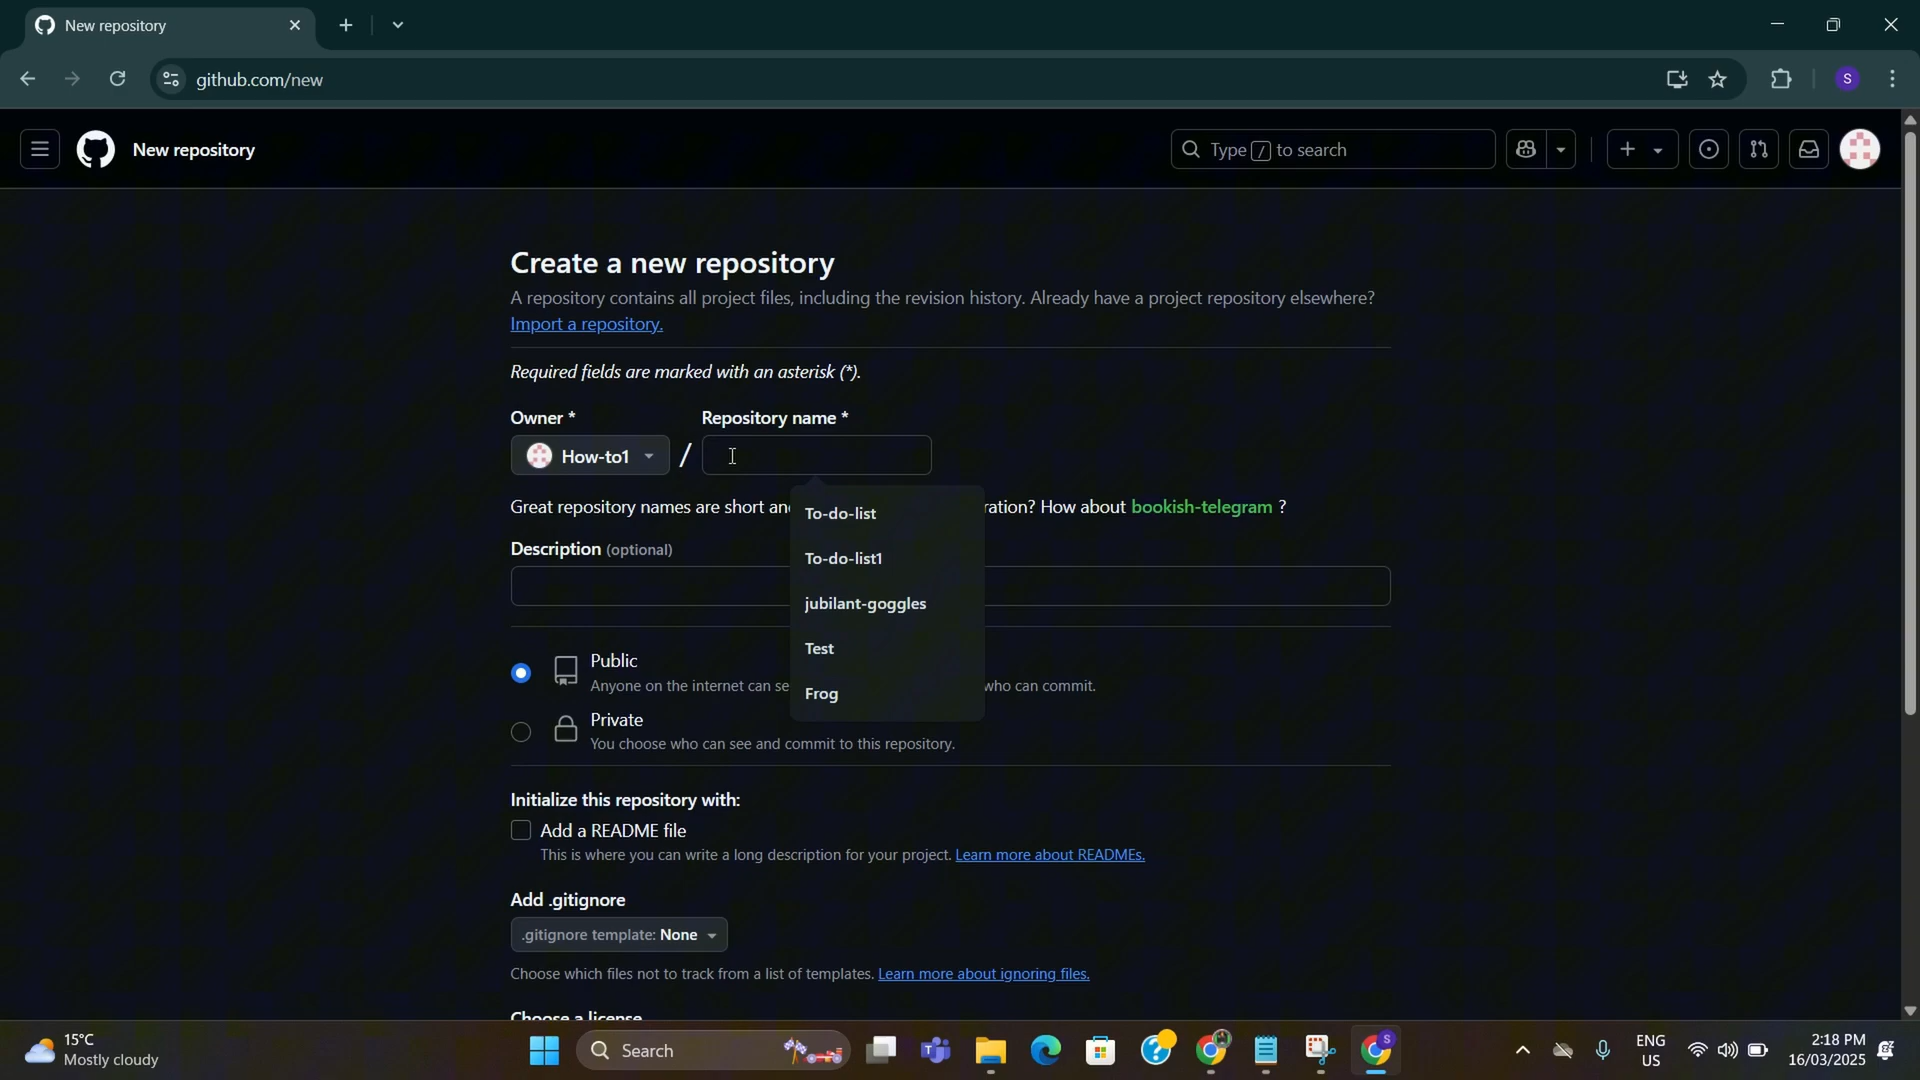 New repository
github.com/new
S
New repository
Type / to search
Create a new repository
A repository contains all project files, including the revision history. Already have a project repository elsewhere?
Import a repository.
Required fields are marked with an asterisk (*).
Owner * Repository name *
How-to1 /
Great repository names are short an ration? How about bookish-telegram ?
To-do-list
Description (optional)
To-do-list1
jubilant-goggles
Test
Frog
Public
Anyone on the internet can se who can commit.
Private
You choose who can see and commit to this repository.
Initialize this repository with:
Add a README file
This is where you can write a long description for your project. Learn more about READMEs.
Add .gitignore
.gitignore template: None
Choose which files not to track from a list of templates. Learn more about ignoring files.
Choose a license
15°C
Mostly cloudy
Search
ENG
US
2:18 PM
16/03/2025